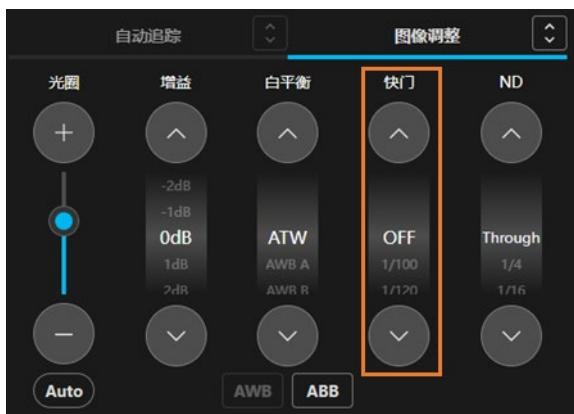 自动追踪 图像调整
光圈 增益 白平衡 快门 ND
-2dB
-1dB
0dB ATW OFF Through
1dB AWB A 1/100 1/4
2dB AWB B 1/120 1/16
Auto AWB ABB